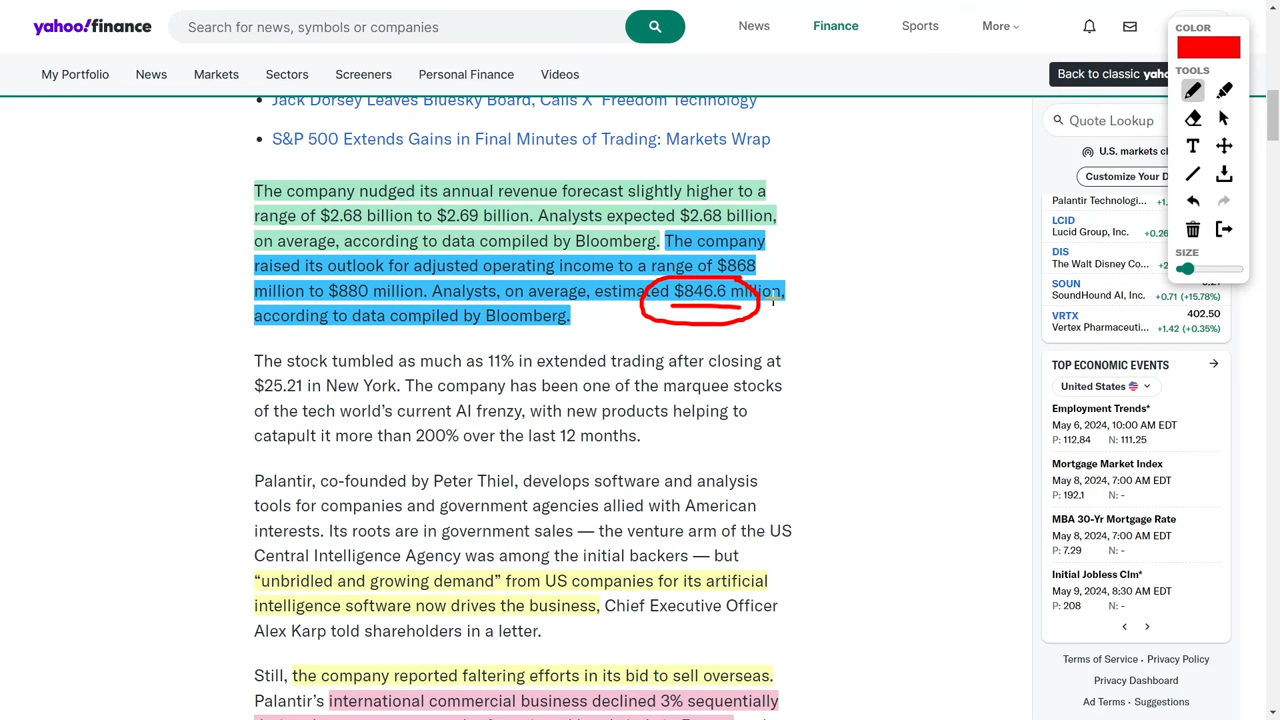 yahoo!finance
Search for news, symbols or companies
News
Finance
Sports
More
COLOR
TOOLS
SIZE
My Portfolio
News
Markets
Sectors
Screeners
Personal Finance
Videos
Back to classic
• Jack Dorsey Leaves Bluesky Board, Calls X 'Freedom Technology'
• S&P 500 Extends Gains in Final Minutes of Trading: Markets Wrap
The company nudged its annual revenue forecast slightly higher to a
range of $2.68 billion to $2.69 billion. Analysts expected $2.68 billion,
on average, according to data compiled by Bloomberg. The company
raised its outlook for adjusted operating income to a range of $868
million to $880 million. Analysts, on average, estimated $846.6 million,
according to data compiled by Bloomberg.
The stock tumbled as much as 11% in extended trading after closing at
$25.21 in New York. The company has been one of the marquee stocks
of the tech world’s current AI frenzy, with new products helping to
catapult it more than 200% over the last 12 months.
Palantir, co-founded by Peter Thiel, develops software and analysis
tools for companies and government agencies allied with American
interests. Its roots are in government sales — the venture arm of the US
Central Intelligence Agency was among the initial backers — but
“unbridled and growing demand” from US companies for its artificial
intelligence software now drives the business, Chief Executive Officer
Alex Karp told shareholders in a letter.
Still, the company reported faltering efforts in its bid to sell overseas.
Palantir’s international commercial business declined 3% sequentially
Quote Lookup
U.S. markets
Customize Your
Palantir Technologi...
LCID
Lucid Group, Inc. +0.26
DIS
The Walt Disney Co...
SOUN
SoundHound AI, Inc. +0.71 (+15.78%)
VRTX 402.50
Vertex Pharmaceuti... +1.42 (+0.35%)
TOP ECONOMIC EVENTS
United States
Employment Trends*
May 6, 2024, 10:00 AM EDT
P: 112.84 N: 111.25
Mortgage Market Index
May 8, 2024, 7:00 AM EDT
P: 192.1 N: -
MBA 30-Yr Mortgage Rate
May 8, 2024, 7:00 AM EDT
P: 7.29 N: -
Initial Jobless Clm*
May 9, 2024, 8:30 AM EDT
P: 208 N: -
Terms of Service • Privacy Policy
Privacy Dashboard
Ad Terms • Suggestions